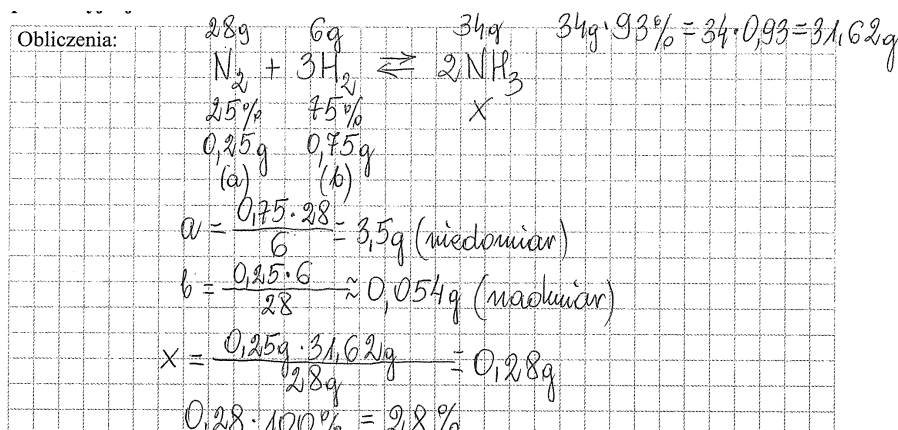 Obliczenia:
28g 6g 34g 34g·93% = 34·0,93 = 31,62g
N₂ + 3H₂ ⇄ 2NH₃
25% 75% x
0,25g 0,75g
(a) (b)
a = 0,75·28 / 6 = 3,5g (niedomiar)
b = 0,25·6 / 28 ≈ 0,054g (nadmiar)
x = 0,25g·31,62g / 28g = 0,28g
0,28·100% = 28%